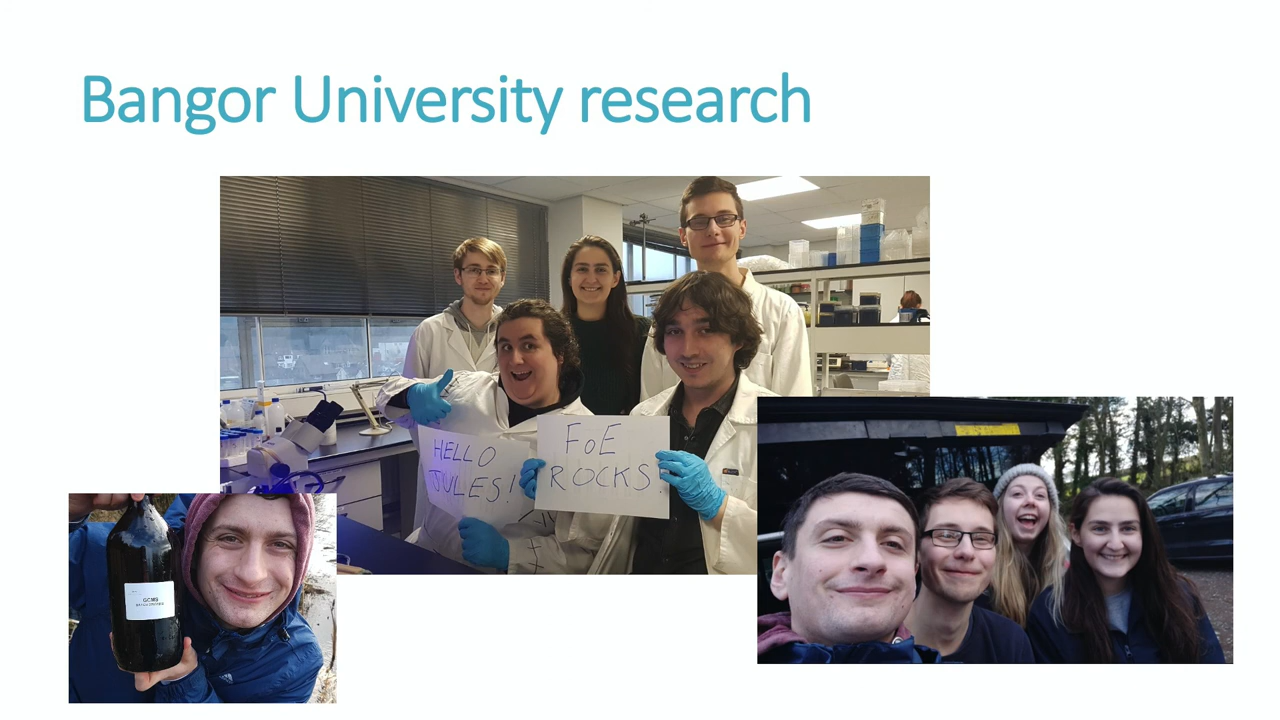 Bangor University research
HELLO
JULES!
FoE
ROCKS!
GCMS